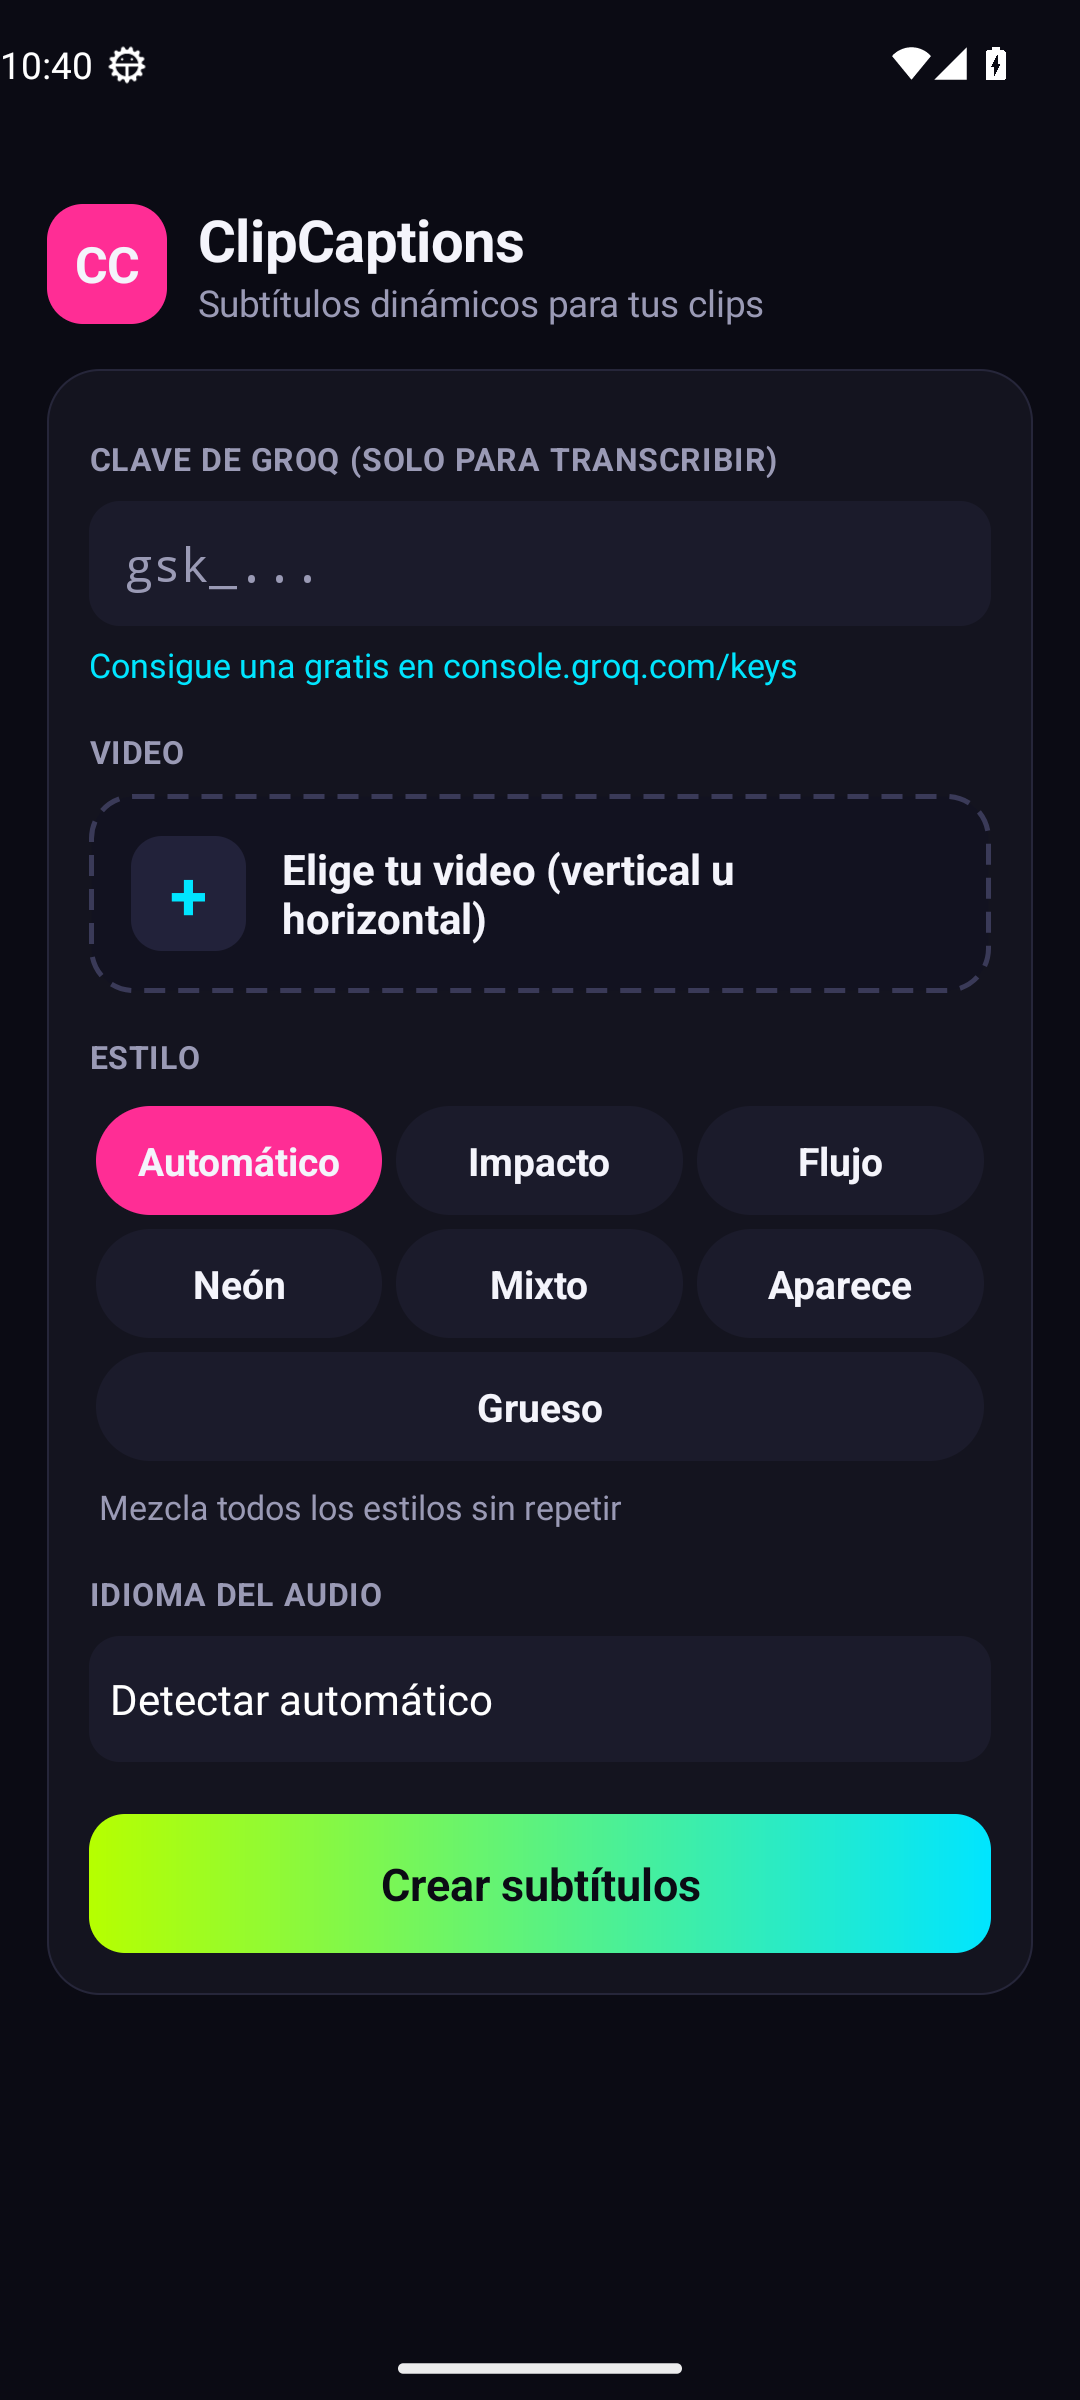 10:40
CC
ClipCaptions
Subtítulos dinámicos para tus clips
CLAVE DE GROQ (SOLO PARA TRANSCRIBIR)
gsk_...
Consigue una gratis en console.groq.com/keys
VIDEO
+
Elige tu video (vertical u
horizontal)
ESTILO
Automático
Impacto
Flujo
Neón
Mixto
Aparece
Grueso
Mezcla todos los estilos sin repetir
IDIOMA DEL AUDIO
Detectar automático
Crear subtítulos